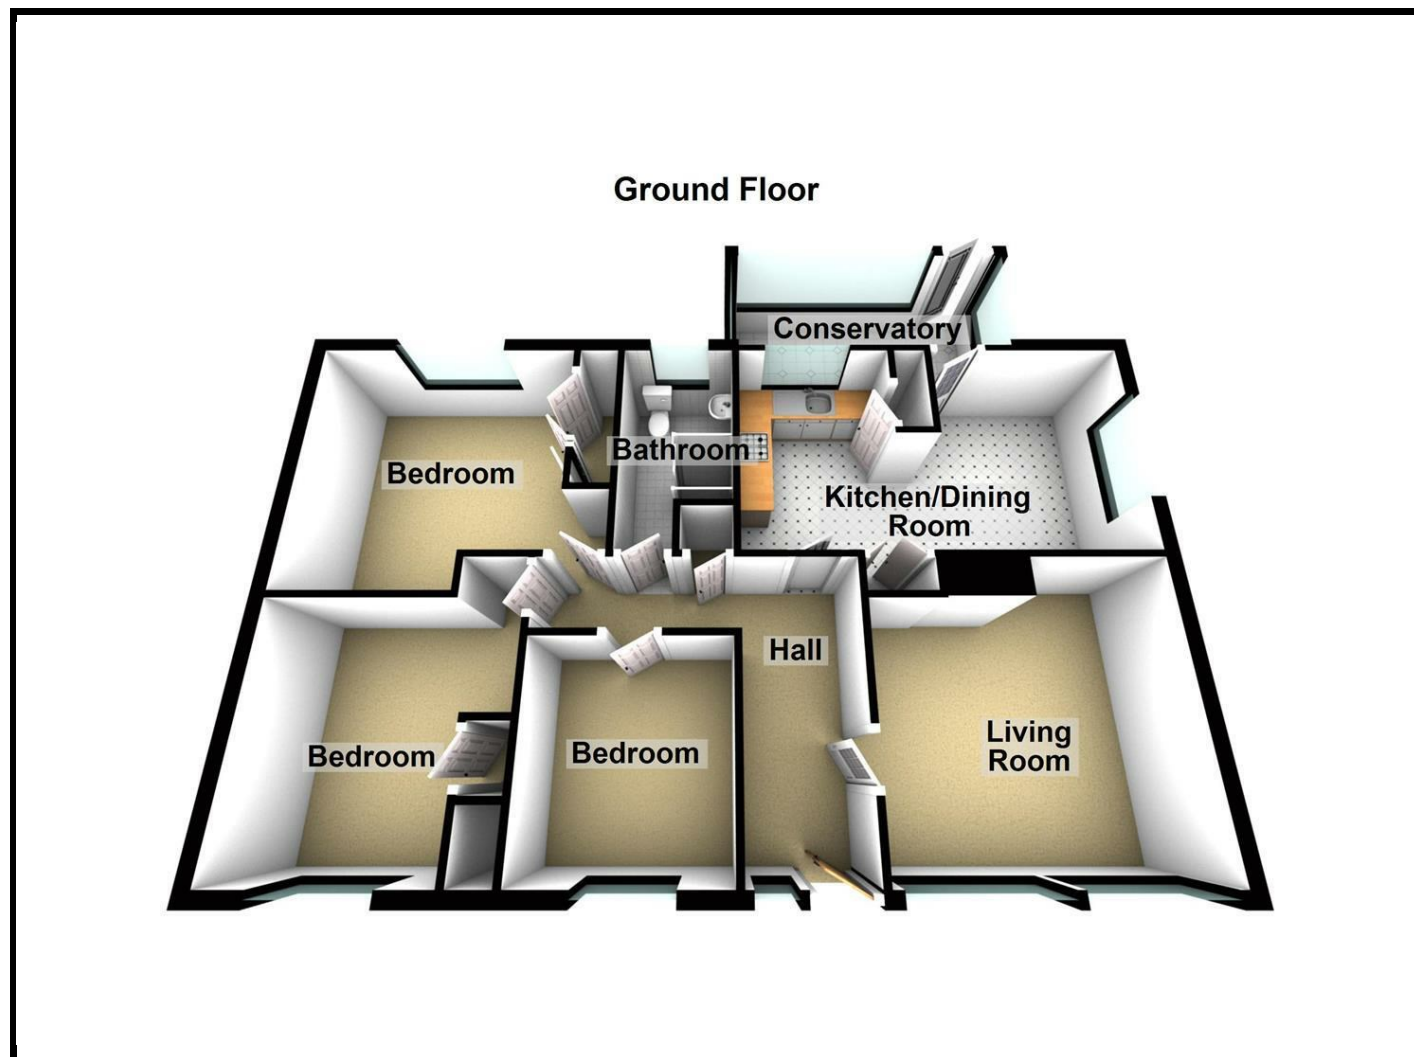 Ground Floor
Conservatory
Bathroom
Bedroom
Kitchen/Dining
Room
Hall
Bedroom
Bedroom
Living
Room